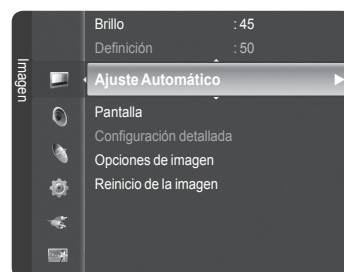 Imagen
Brillo : 45
Definición : 50
Ajuste Automático
Pantalla
Configuración detallada
Opciones de imagen
Reinicio de la imagen